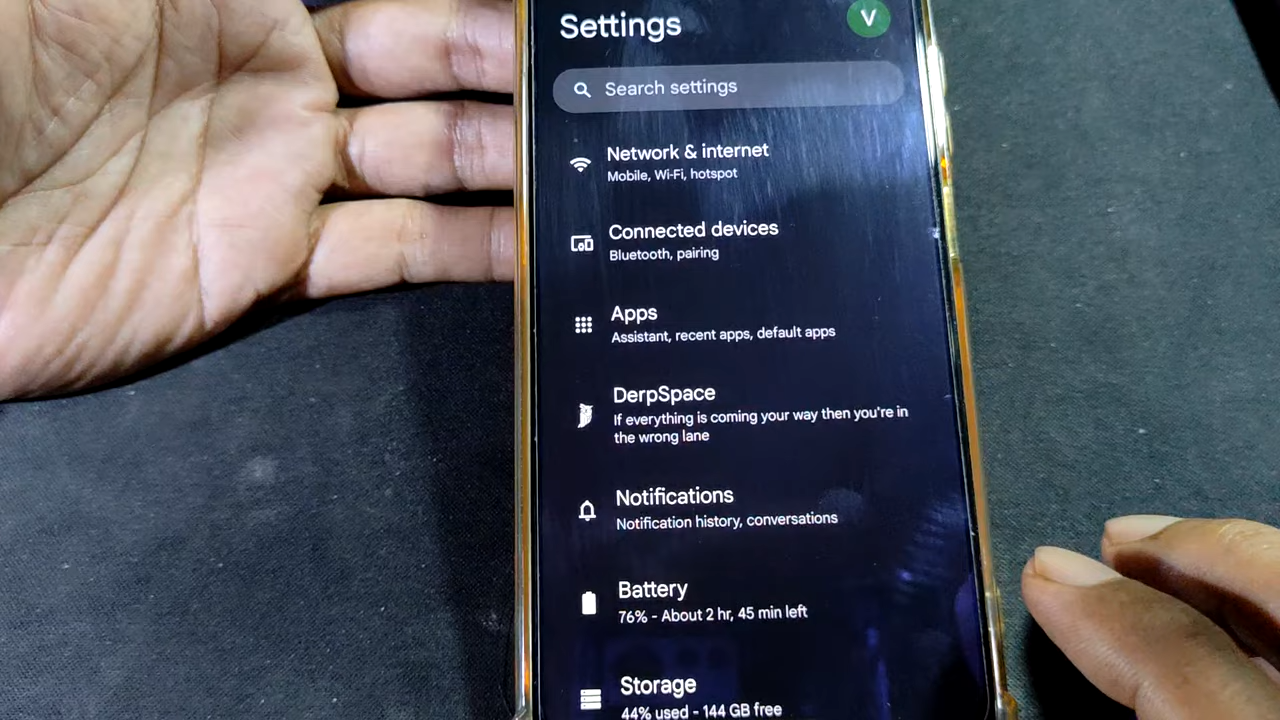 Settings
V
Search settings
Network & internet
Mobile, Wi-Fi, hotspot
Connected devices
Bluetooth, pairing
Apps
Assistant, recent apps, default apps
DerpSpace
If everything is coming your way then you're in
the wrong lane
Notifications
Notification history, conversations
Battery
76% - About 2 hr, 45 min left
Storage
44% used - 144 GB free